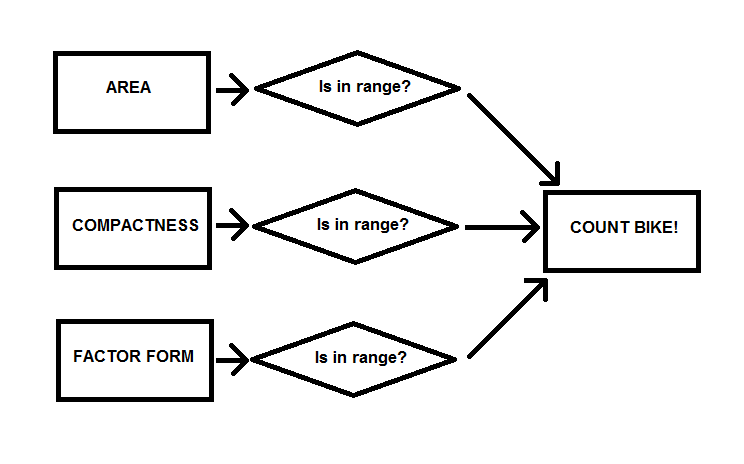 AREA
Is in range?
COMPACTNESS
Is in range?
COUNT BIKE!
FACTOR FORM
Is in range?